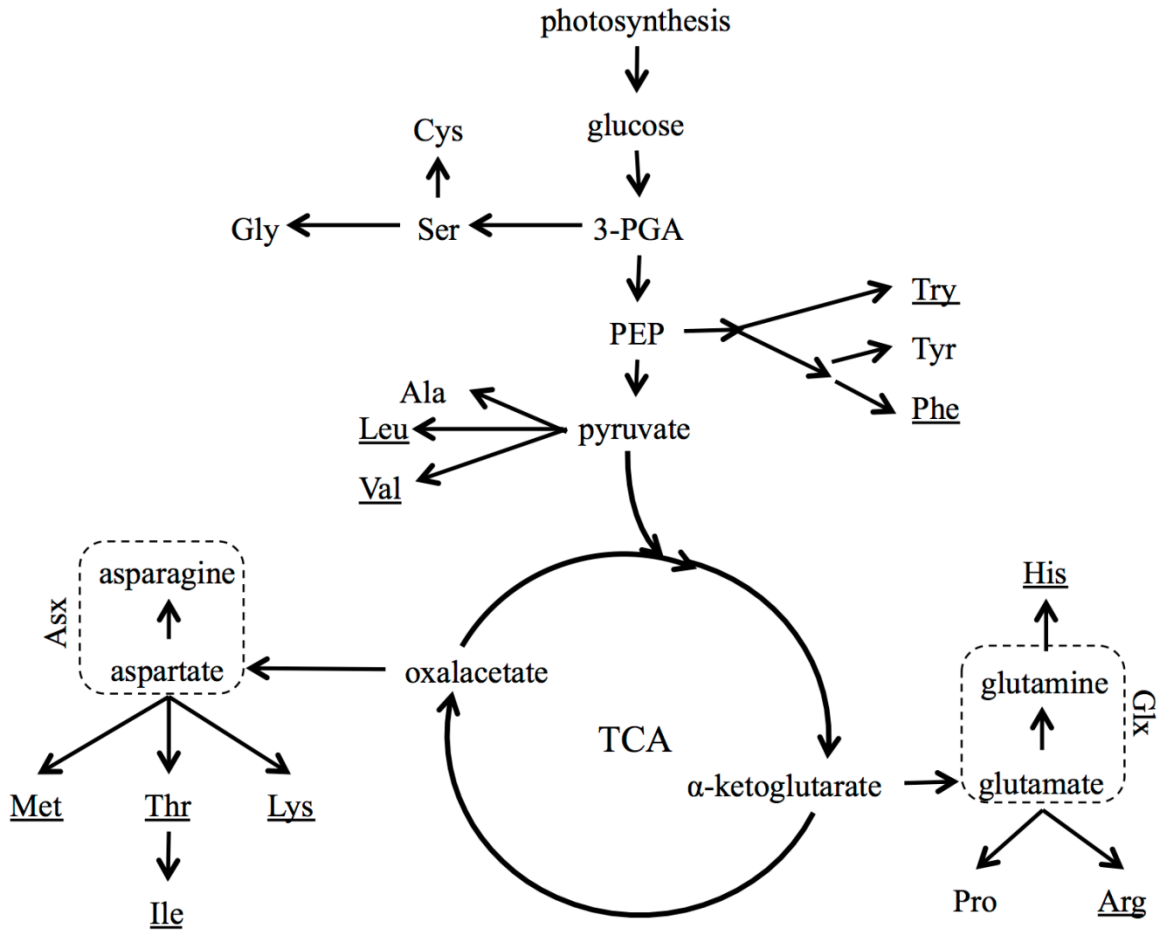 photosynthesis
glucose
Cys
Gly
Ser
3-PGA
Try
PEP
Tyr
Ala
Phe
Leu
pyruvate
Val
asparagine
Asx
aspartate
oxalacetate
His
glutamine
Glx
TCA
α-ketoglutarate
glutamate
Met
Thr
Lys
Pro
Arg
Ile